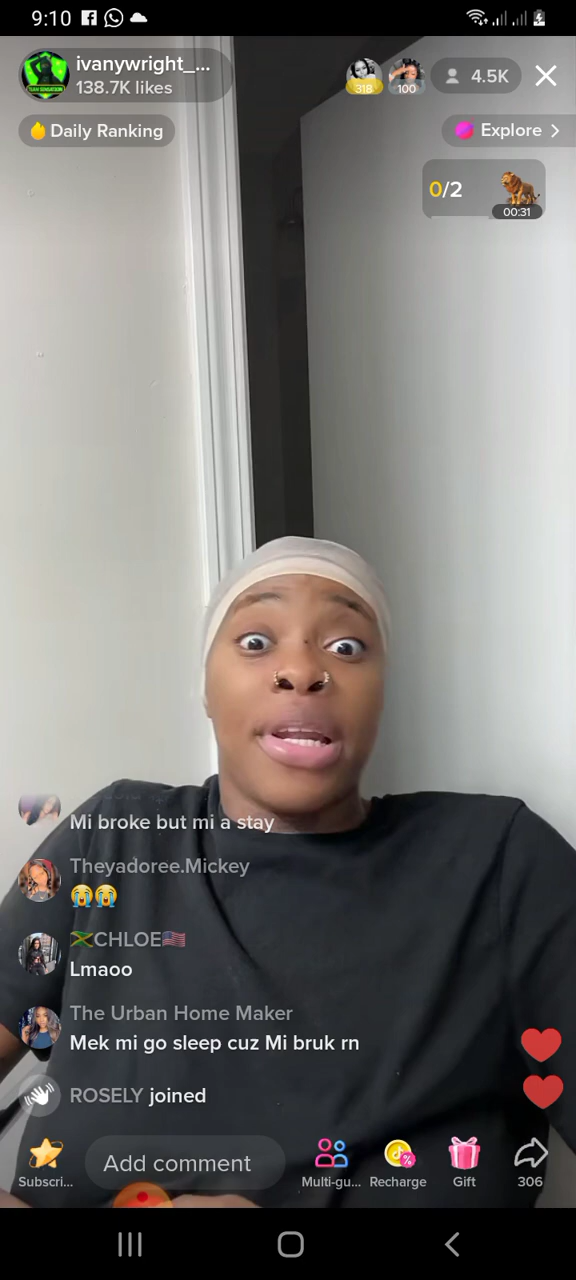 9:10
ivanywright_...
138.7K likes
318
100
4.5K
Daily Ranking
Explore
0/2
00:31
Mi broke but mi a stay
Theyadoree.Mickey
😭😭
🇯🇲CHLOE🇺🇸
Lmaoo
The Urban Home Maker
Mek mi go sleep cuz Mi bruk rn
ROSELY joined
Add comment
Subscri...
Multi-gu...
Recharge
Gift
306